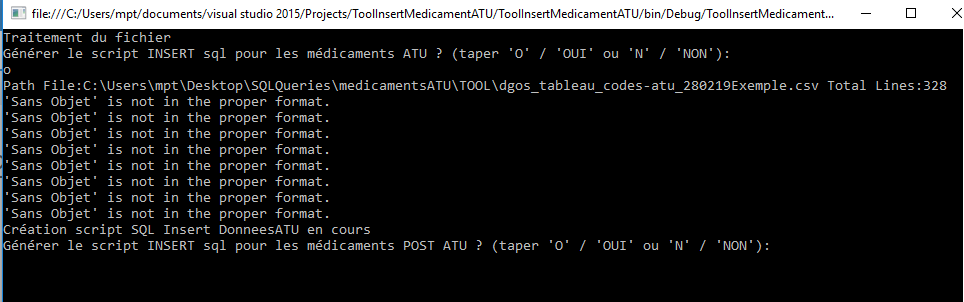 file:///C:/Users/mpt/documents/visual studio 2015/Projects/ToolInsertMedicamentATU/ToolInsertMedicamentATU/bin/Debug/ToolInsertMedicament...
Traitement du fichier
Générer le script INSERT sql pour les médicaments ATU ? (taper 'O' / 'OUI' ou 'N' / 'NON'):
o
Path File:C:\Users\mpt\Desktop\SQLQueries\medicamentsATU\TOOL\dgos_tableau_codes-atu_280219Exemple.csv Total Lines:328
'Sans Objet' is not in the proper format.
'Sans Objet' is not in the proper format.
'Sans Objet' is not in the proper format.
'Sans Objet' is not in the proper format.
'Sans Objet' is not in the proper format.
'Sans Objet' is not in the proper format.
'Sans Objet' is not in the proper format.
'Sans Objet' is not in the proper format.
Création script SQL Insert DonneesATU en cours
Générer le script INSERT sql pour les médicaments POST ATU ? (taper 'O' / 'OUI' ou 'N' / 'NON'):